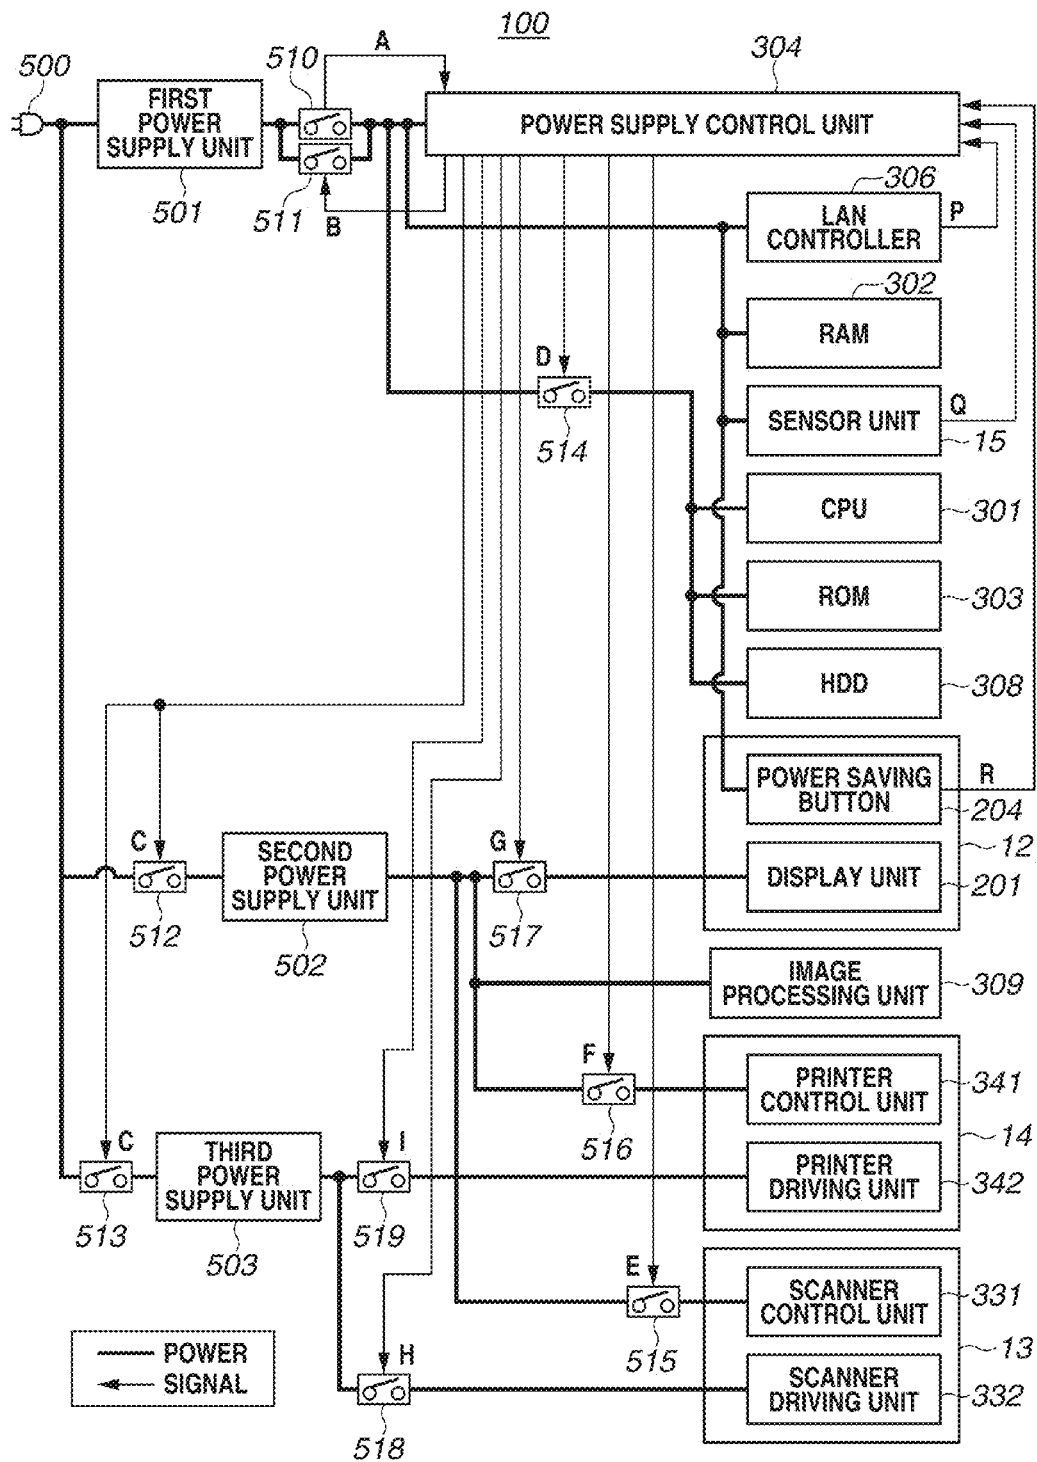 100
500
510
A
304
FIRST
POWER
SUPPLY UNIT
POWER SUPPLY CONTROL UNIT
501
511
B
306
LAN
CONTROLLER
P
302
RAM
D
514
SENSOR UNIT
Q
15
CPU
301
ROM
303
HDD
308
POWER SAVING
BUTTON
R
204
12
C
512
SECOND
POWER
SUPPLY UNIT
502
G
517
DISPLAY UNIT
201
IMAGE
PROCESSING UNIT
309
F
516
PRINTER
CONTROL UNIT
341
14
C
513
THIRD
POWER
SUPPLY UNIT
503
I
519
PRINTER
DRIVING UNIT
342
E
515
SCANNER
CONTROL UNIT
331
13
POWER
SIGNAL
H
518
SCANNER
DRIVING UNIT
332